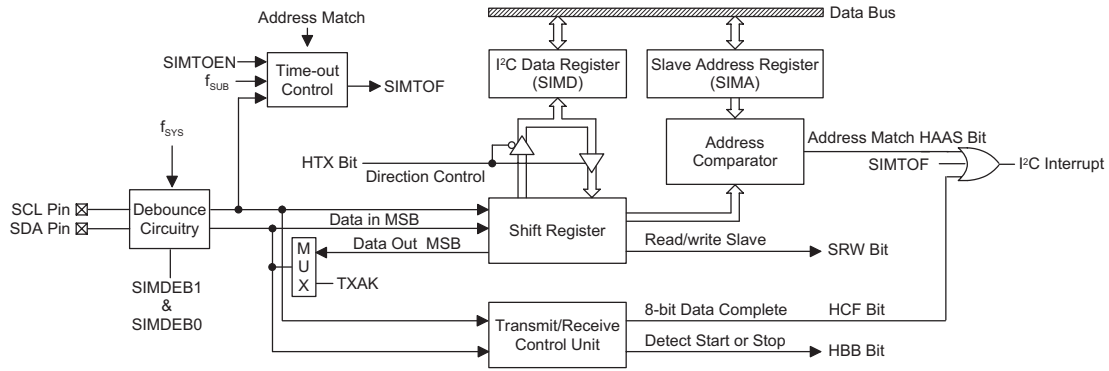 Data Bus
Address Match
SIMTOEN
fSUB
Time-out
Control
SIMTOF
I²C Data Register
(SIMD)
Slave Address Register
(SIMA)
fSYS
HTX Bit
Direction Control
Address
Comparator
Address Match HAAS Bit
SIMTOF
I²C Interrupt
SCL Pin
SDA Pin
Debounce
Circuitry
Data in MSB
Shift Register
Data Out MSB
Read/write Slave
SRW Bit
M
U
X
TXAK
SIMDEB1
&
SIMDEB0
Transmit/Receive
Control Unit
8-bit Data Complete
HCF Bit
Detect Start or Stop
HBB Bit